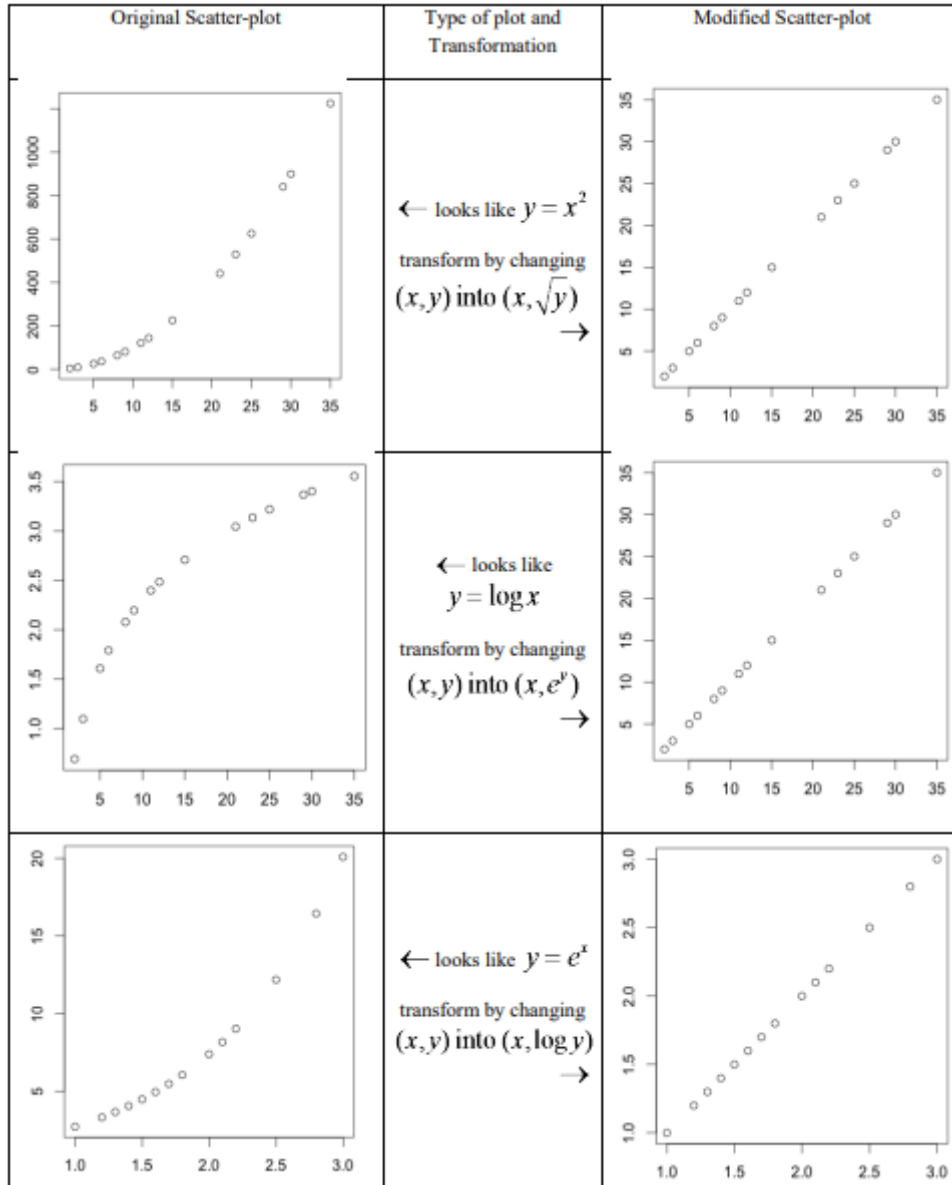 Original Scatter-plot
Type of plot and
Transformation
Modified Scatter-plot
0 200 400 600 800 1000
5 10 15 20 25 30 35
← looks like y = x²
transform by changing
(x, y) into (x, √y)
→
5 10 15 20 25 30 35
5 10 15 20 25 30 35
1.0 1.5 2.0 2.5 3.0 3.5
5 10 15 20 25 30 35
← looks like
y = log x
transform by changing
(x, y) into (x, eʸ)
→
5 10 15 20 25 30 35
5 10 15 20 25 30 35
5 10 15 20
1.0 1.5 2.0 2.5 3.0
← looks like y = eˣ
transform by changing
(x, y) into (x, log y)
→
1.0 1.5 2.0 2.5 3.0
1.0 1.5 2.0 2.5 3.0